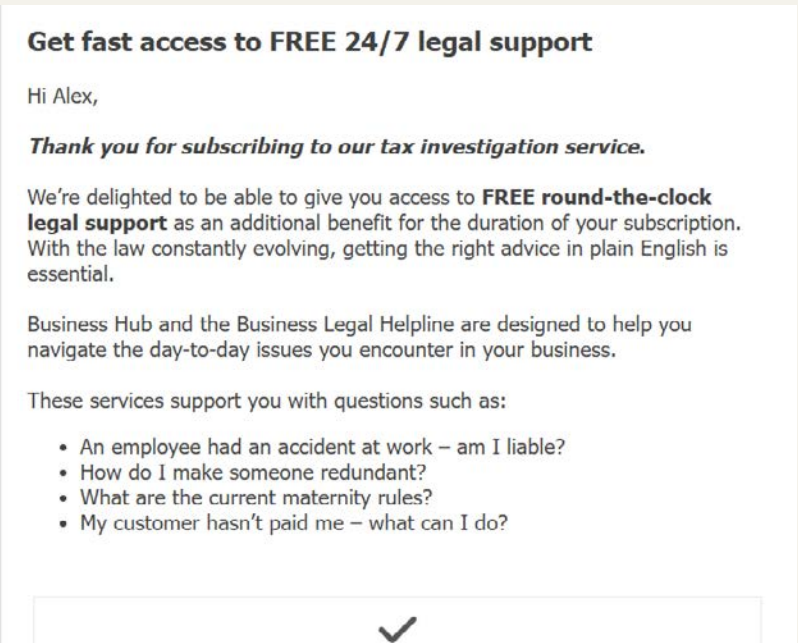 Get fast access to FREE 24/7 legal support
Hi Alex,
Thank you for subscribing to our tax investigation service.
We’re delighted to be able to give you access to FREE round-the-clock
legal support as an additional benefit for the duration of your subscription.
With the law constantly evolving, getting the right advice in plain English is
essential.
Business Hub and the Business Legal Helpline are designed to help you
navigate the day-to-day issues you encounter in your business.
These services support you with questions such as:
• An employee had an accident at work – am I liable?
• How do I make someone redundant?
• What are the current maternity rules?
• My customer hasn’t paid me – what can I do?